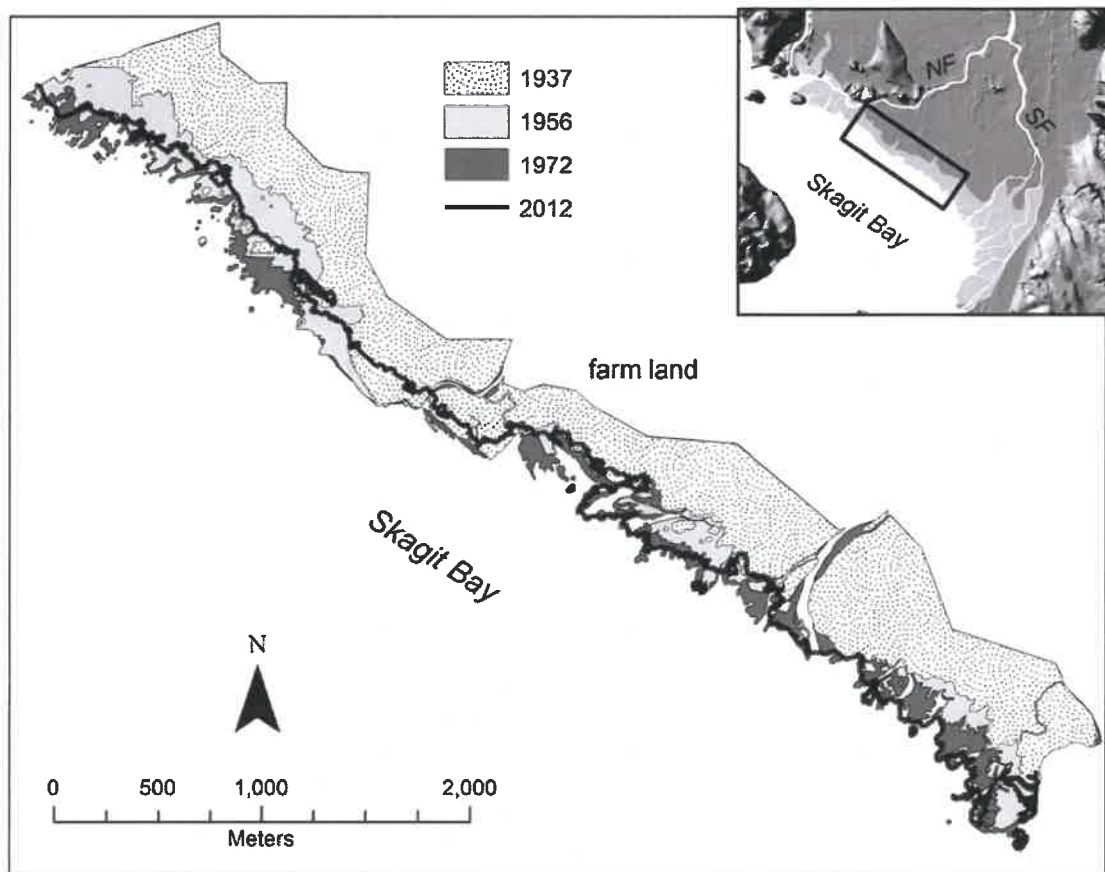 1937
1956
1972
2012
NF
SF
Skagit Bay
farm land
Skagit Bay
N
0 500 1,000 2,000
Meters